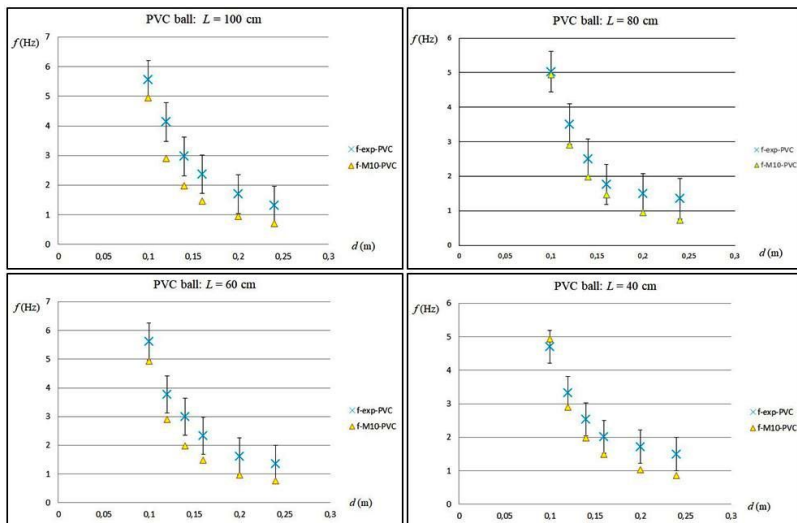 PVC ball: L = 100 cm
f (Hz)
7
6
5
4
3
2
1
0
0 0,05 0,1 0,15 0,2 0,25 0,3
d (m)
f-exp-PVC
f-M10-PVC
PVC ball: L = 80 cm
f (Hz)
6
5
4
3
2
1
0
0 0,05 0,1 0,15 0,2 0,25 0,3
d (m)
f-exp-PVC
f-M10-PVC
PVC ball: L = 60 cm
f (Hz)
7
6
5
4
3
2
1
0
0 0,05 0,1 0,15 0,2 0,25 0,3
d (m)
f-exp-PVC
f-M10-PVC
PVC ball: L = 40 cm
f (Hz)
6
5
4
3
2
1
0
0 0,05 0,1 0,15 0,2 0,25 0,3
d (m)
f-exp-PVC
f-M10-PVC